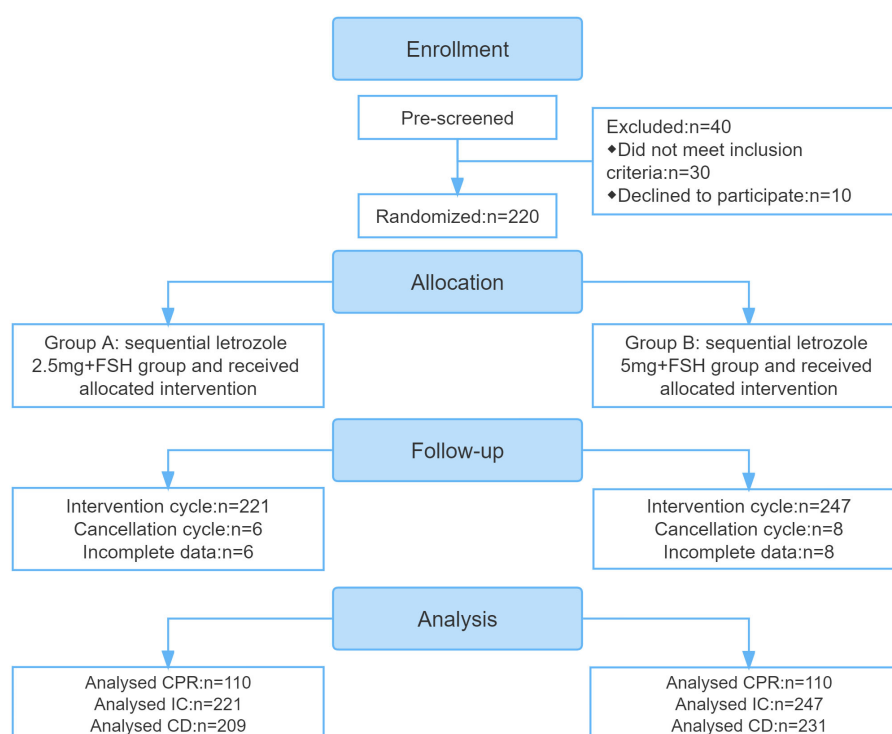 Enrollment
Pre-screened
Excluded:n=40
◆Did not meet inclusion
criteria:n=30
◆Declined to participate:n=10
Randomized:n=220
Allocation
Group A: sequential letrozole
2.5mg+FSH group and received
allocated intervention
Group B: sequential letrozole
5mg+FSH group and received
allocated intervention
Follow-up
Intervention cycle:n=221
Cancellation cycle:n=6
Incomplete data:n=6
Intervention cycle:n=247
Cancellation cycle:n=8
Incomplete data:n=8
Analysis
Analysed CPR:n=110
Analysed IC:n=221
Analysed CD:n=209
Analysed CPR:n=110
Analysed IC:n=247
Analysed CD:n=231